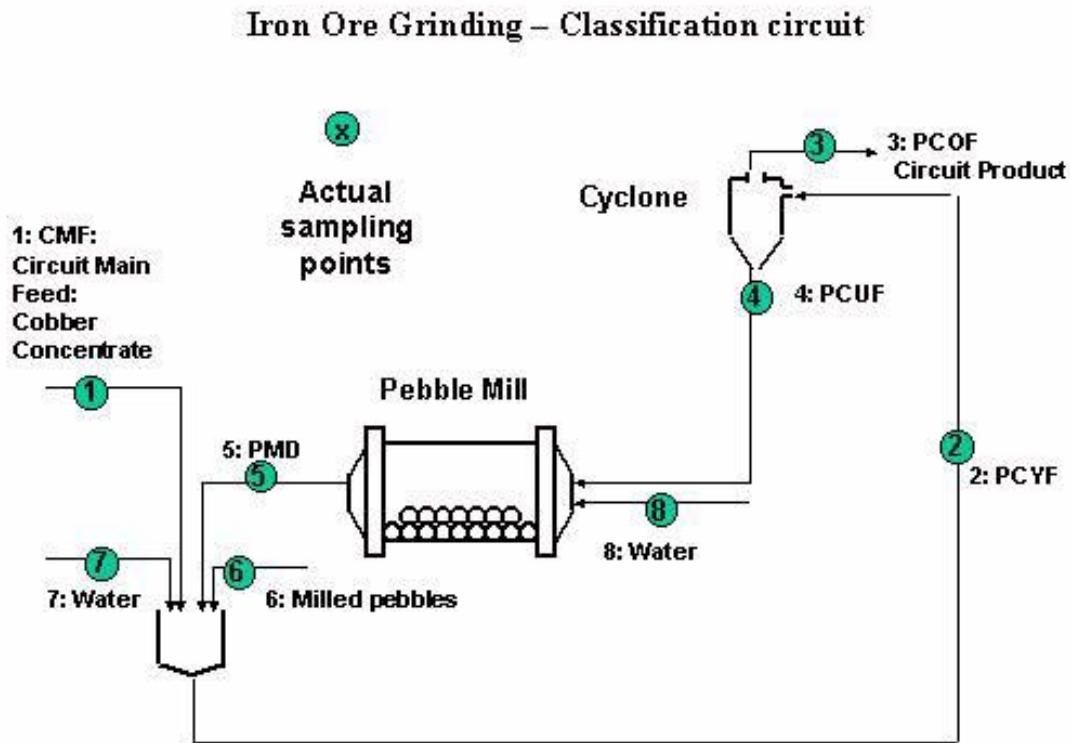 Iron Ore Grinding – Classification circuit
x
Actual
sampling
points
3
3: PCOF
Circuit Product
Cyclone
1: CMF:
Circuit Main
Feed:
Cobber
Concentrate
4
4: PCUF
1
Pebble Mill
5: PMD
5
2
2: PCYF
8
8: Water
7
7: Water
6
6: Milled pebbles